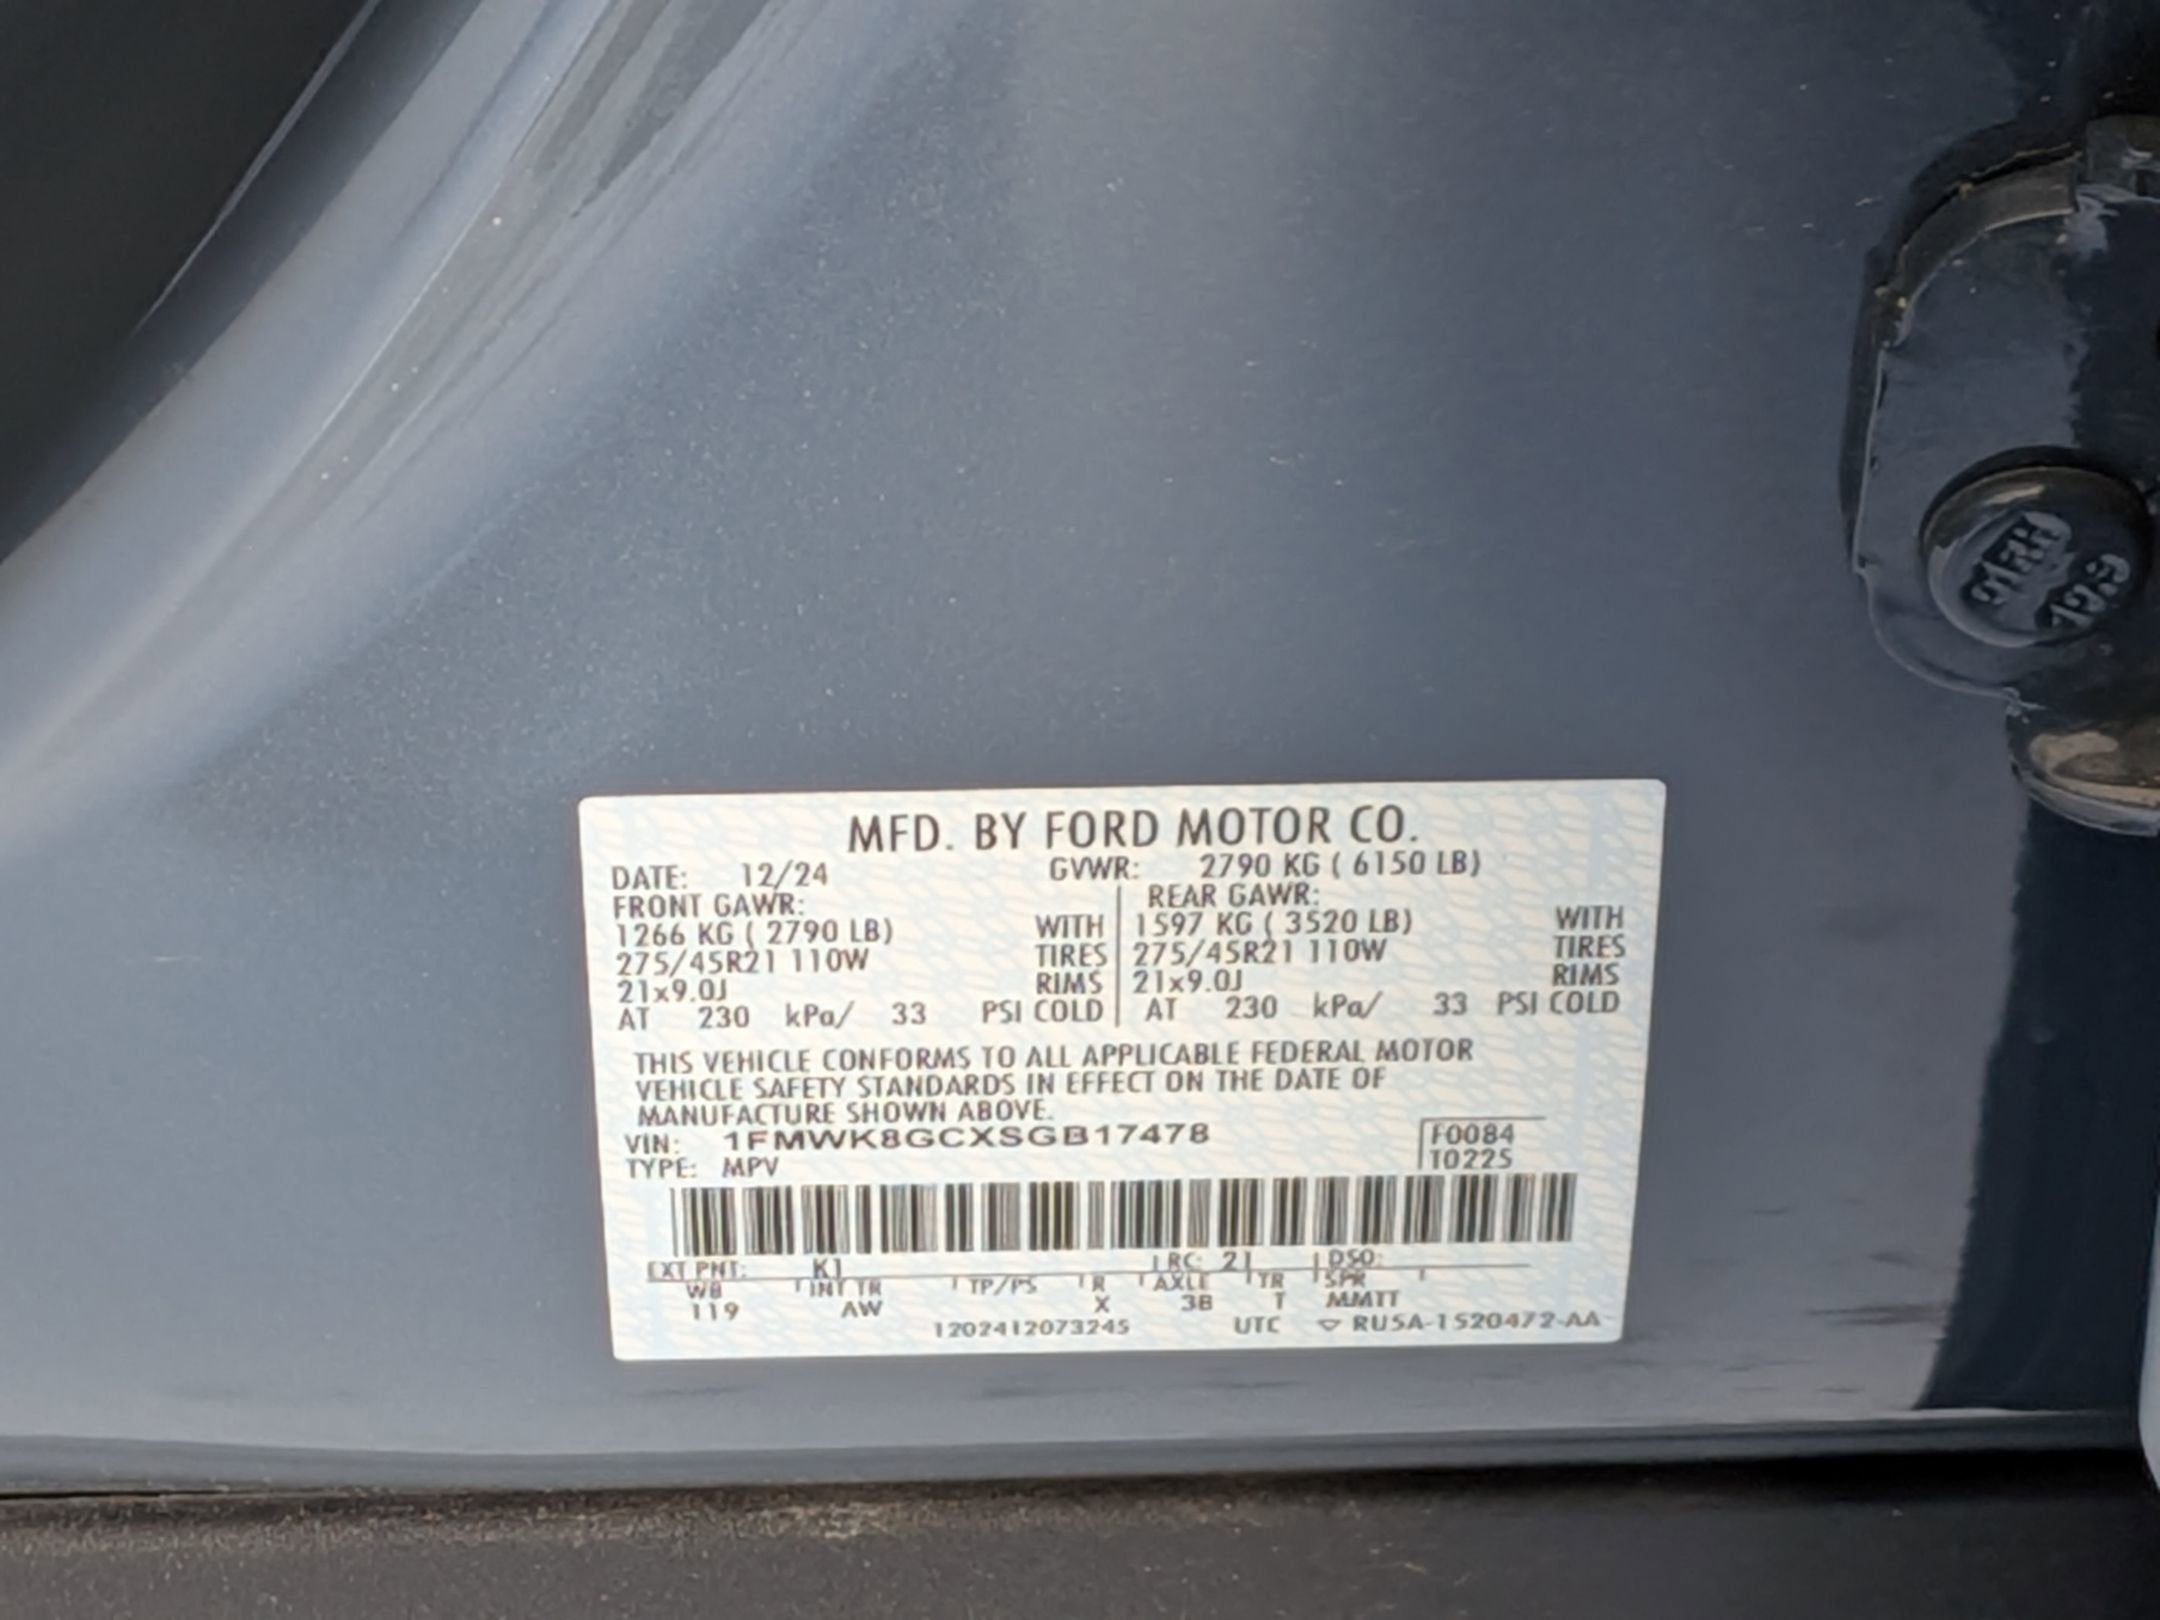 MFD. BY FORD MOTOR CO.
DATE: 12/24 GVWR: 2790 KG ( 6150 LB)
FRONT GAWR: REAR GAWR:
1266 KG ( 2790 LB) WITH 1597 KG ( 3520 LB) WITH
275/45R21 110W TIRES 275/45R21 110W TIRES
21x9.0J RIMS 21x9.0J RIMS
AT 230 kPa/ 33 PSI COLD AT 230 kPa/ 33 PSI COLD
THIS VEHICLE CONFORMS TO ALL APPLICABLE FEDERAL MOTOR
VEHICLE SAFETY STANDARDS IN EFFECT ON THE DATE OF
MANUFACTURE SHOWN ABOVE.
VIN: 1FMWK8GCXSGB17478 F0084
TYPE: MPV T0225
EXT PNT: K1 RC: 21 DSO:
WB INT TR TP/PS R AXLE TR SPR
119 AW X 3B T MMTT
1202412073245 UTC ▽ RU5A-1520472-AA